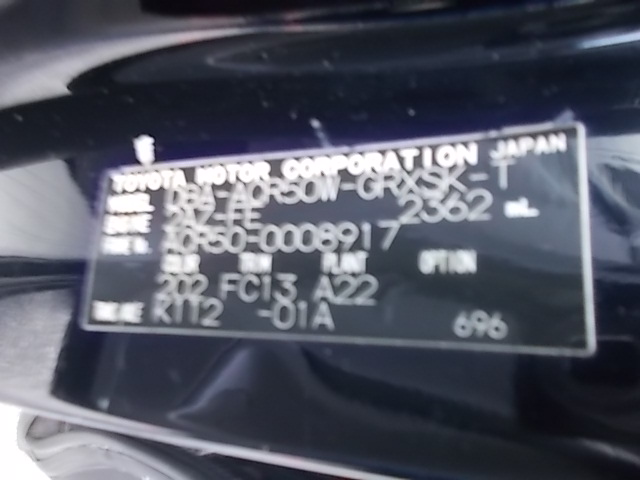 TOYOTA MOTOR CORPORATION JAPAN
MODEL DBA-ACR50W-GRXSK-T
ENGINE 2AZ-FE 2362 mL
FRAME No. ACR50-0008917
COLOR TRIM PLANT OPTION
202 FC13 A22
TRANS./AXLE K112 -01A
696